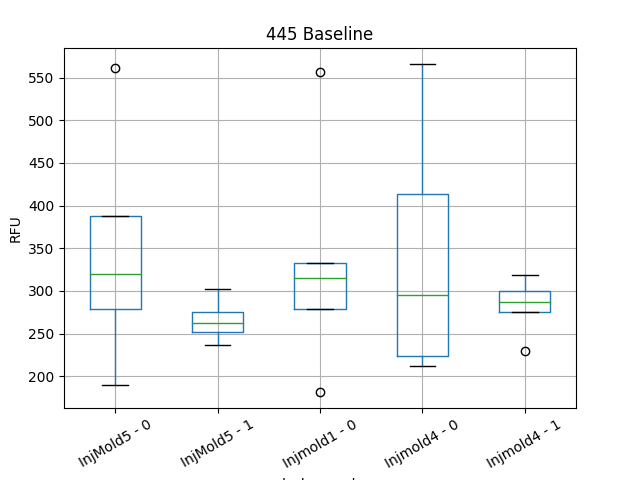 445 Baseline
RFU
550
500
450
400
350
300
250
200
InjMold5 - 0
InjMold5 - 1
Injmold1 - 0
Injmold4 - 0
Injmold4 - 1